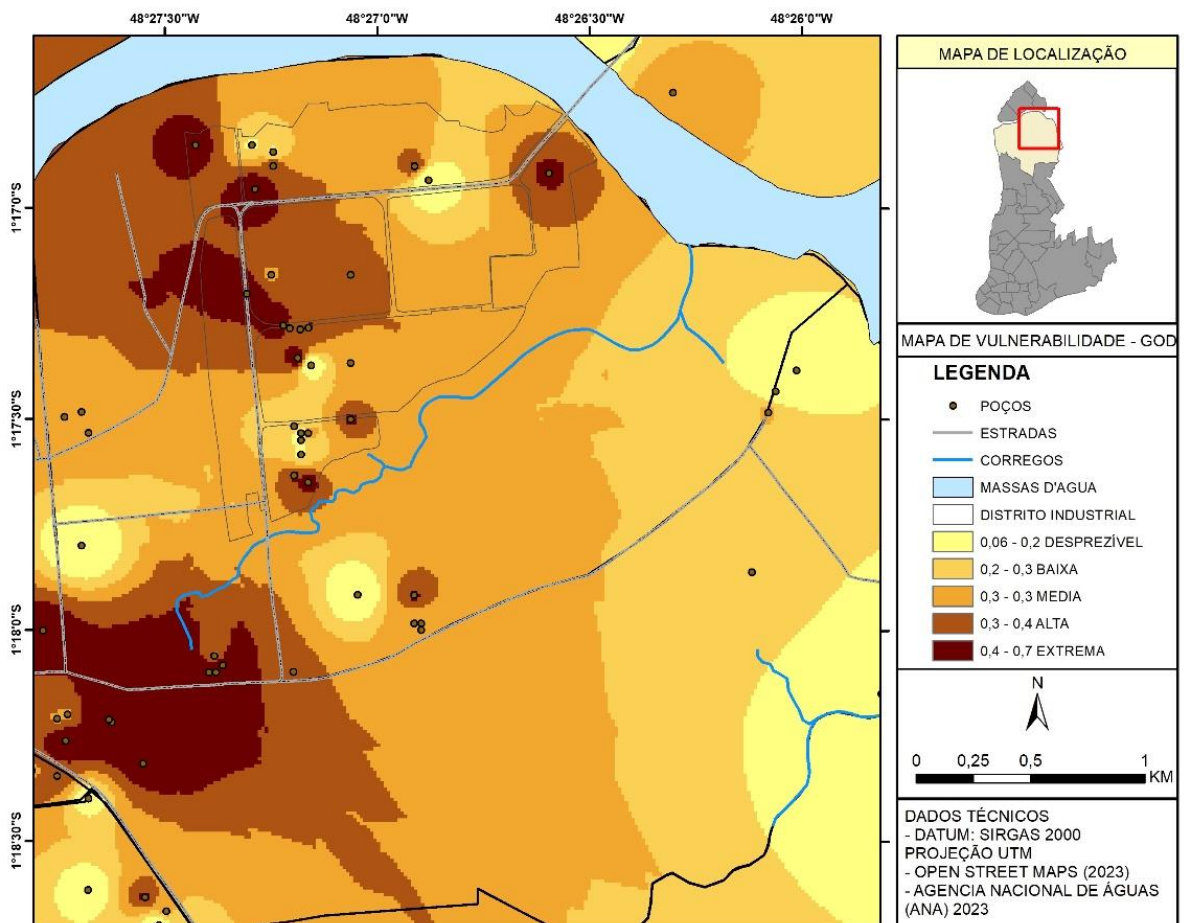 48°27'30"W 48°27'0"W 48°26'30"W 48°26'0"W
1°17'0"S
1°17'30"S
1°18'0"S
1°18'30"S
MAPA DE LOCALIZAÇÃO
MAPA DE VULNERABILIDADE - GOD
LEGENDA
POÇOS
ESTRADAS
CORREGOS
MASSAS D'AGUA
DISTRITO INDUSTRIAL
0,06 - 0,2 DESPREZÍVEL
0,2 - 0,3 BAIXA
0,3 - 0,3 MEDIA
0,3 - 0,4 ALTA
0,4 - 0,7 EXTREMA
N
0 0,25 0,5 1
KM
DADOS TÉCNICOS
- DATUM: SIRGAS 2000
PROJEÇÃO UTM
- OPEN STREET MAPS (2023)
- AGENCIA NACIONAL DE ÁGUAS
(ANA) 2023